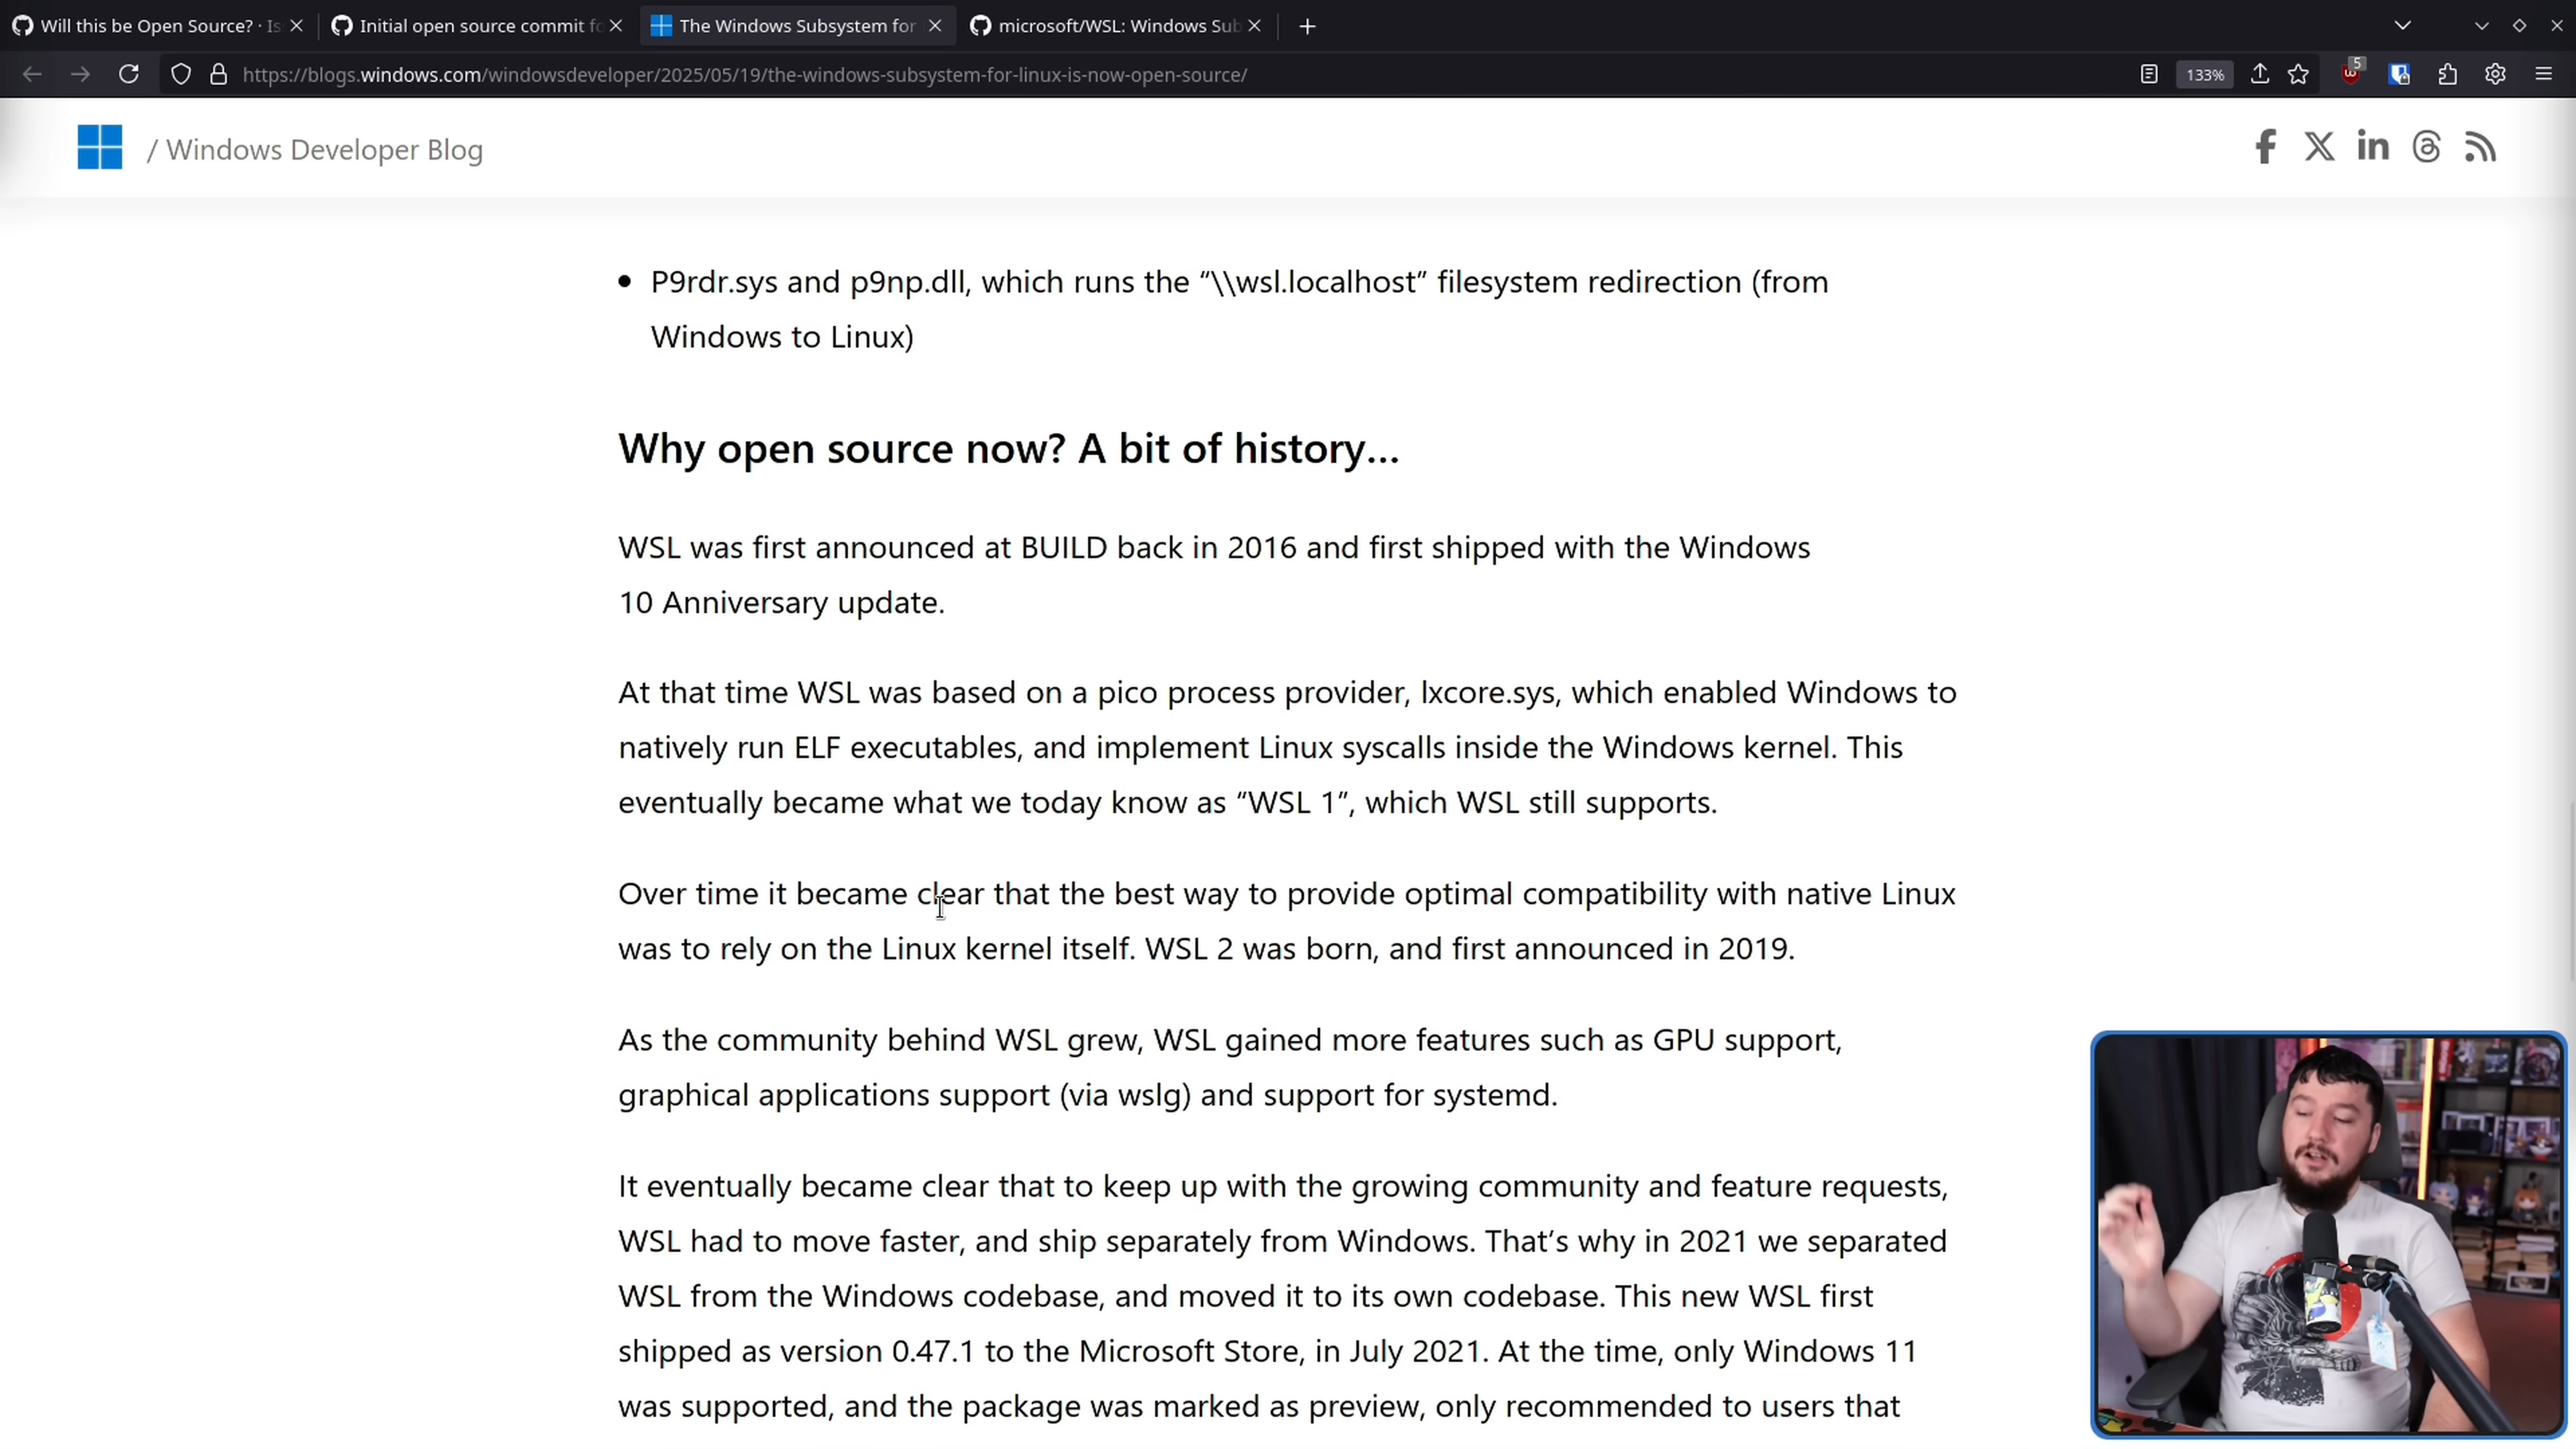 Will this be Open Source? · Is
Initial open source commit fo
The Windows Subsystem for
microsoft/WSL: Windows Sub
https://blogs.windows.com/windowsdeveloper/2025/05/19/the-windows-subsystem-for-linux-is-now-open-source/
133%
5
/ Windows Developer Blog
• P9rdr.sys and p9np.dll, which runs the “\\wsl.localhost” filesystem redirection (from
Windows to Linux)
Why open source now? A bit of history…
WSL was first announced at BUILD back in 2016 and first shipped with the Windows
10 Anniversary update.
At that time WSL was based on a pico process provider, lxcore.sys, which enabled Windows to
natively run ELF executables, and implement Linux syscalls inside the Windows kernel. This
eventually became what we today know as “WSL 1”, which WSL still supports.
Over time it became clear that the best way to provide optimal compatibility with native Linux
was to rely on the Linux kernel itself. WSL 2 was born, and first announced in 2019.
As the community behind WSL grew, WSL gained more features such as GPU support,
graphical applications support (via wslg) and support for systemd.
It eventually became clear that to keep up with the growing community and feature requests,
WSL had to move faster, and ship separately from Windows. That’s why in 2021 we separated
WSL from the Windows codebase, and moved it to its own codebase. This new WSL first
shipped as version 0.47.1 to the Microsoft Store, in July 2021. At the time, only Windows 11
was supported, and the package was marked as preview, only recommended to users that